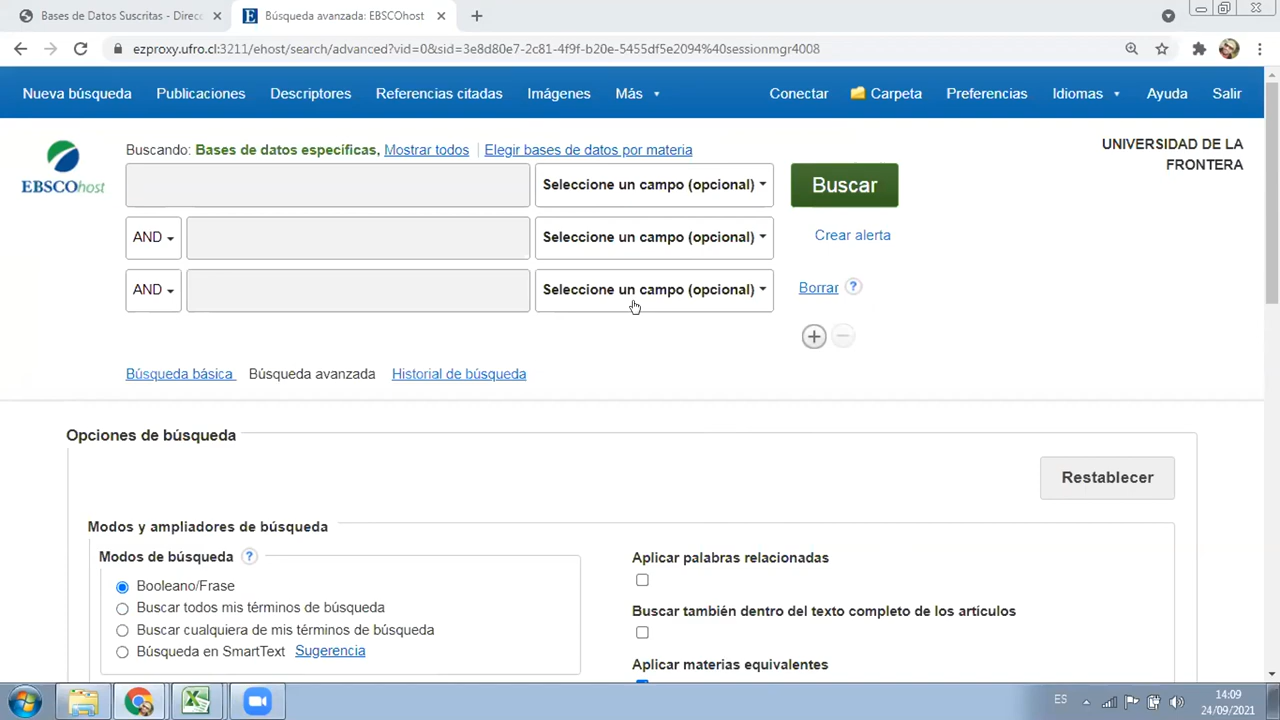 Bases de Datos Suscritas - Direc
Búsqueda avanzada: EBSCOhost
ezproxy.ufro.cl:3211/ehost/search/advanced?vid=0&sid=3e8d80e7-2c81-4f9f-b20e-5455df5e2094%40sessionmgr4008
Nueva búsqueda Publicaciones Descriptores Referencias citadas Imágenes Más Conectar Carpeta Preferencias Idiomas Ayuda Salir
Buscando: Bases de datos específicas, Mostrar todos Elegir bases de datos por materia
UNIVERSIDAD DE LA
FRONTERA
EBSCOhost
Seleccione un campo (opcional) Buscar
AND Seleccione un campo (opcional) Crear alerta
AND Seleccione un campo (opcional) Borrar ?
Búsqueda básica Búsqueda avanzada Historial de búsqueda
Opciones de búsqueda
Restablecer
Modos y ampliadores de búsqueda
Modos de búsqueda ?
Booleano/Frase
Buscar todos mis términos de búsqueda
Buscar cualquiera de mis términos de búsqueda
Búsqueda en SmartText Sugerencia
Aplicar palabras relacionadas
Buscar también dentro del texto completo de los artículos
Aplicar materias equivalentes
ES
14:09
24/09/2021